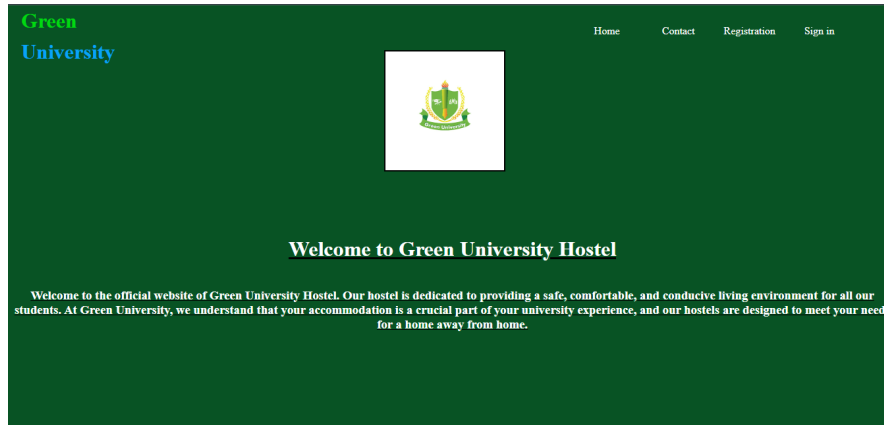 Green
University
Home Contact Registration Sign in
Green University
Welcome to Green University Hostel
Welcome to the official website of Green University Hostel. Our hostel is dedicated to providing a safe, comfortable, and conducive living environment for all our
students. At Green University, we understand that your accommodation is a crucial part of your university experience, and our hostels are designed to meet your need
for a home away from home.